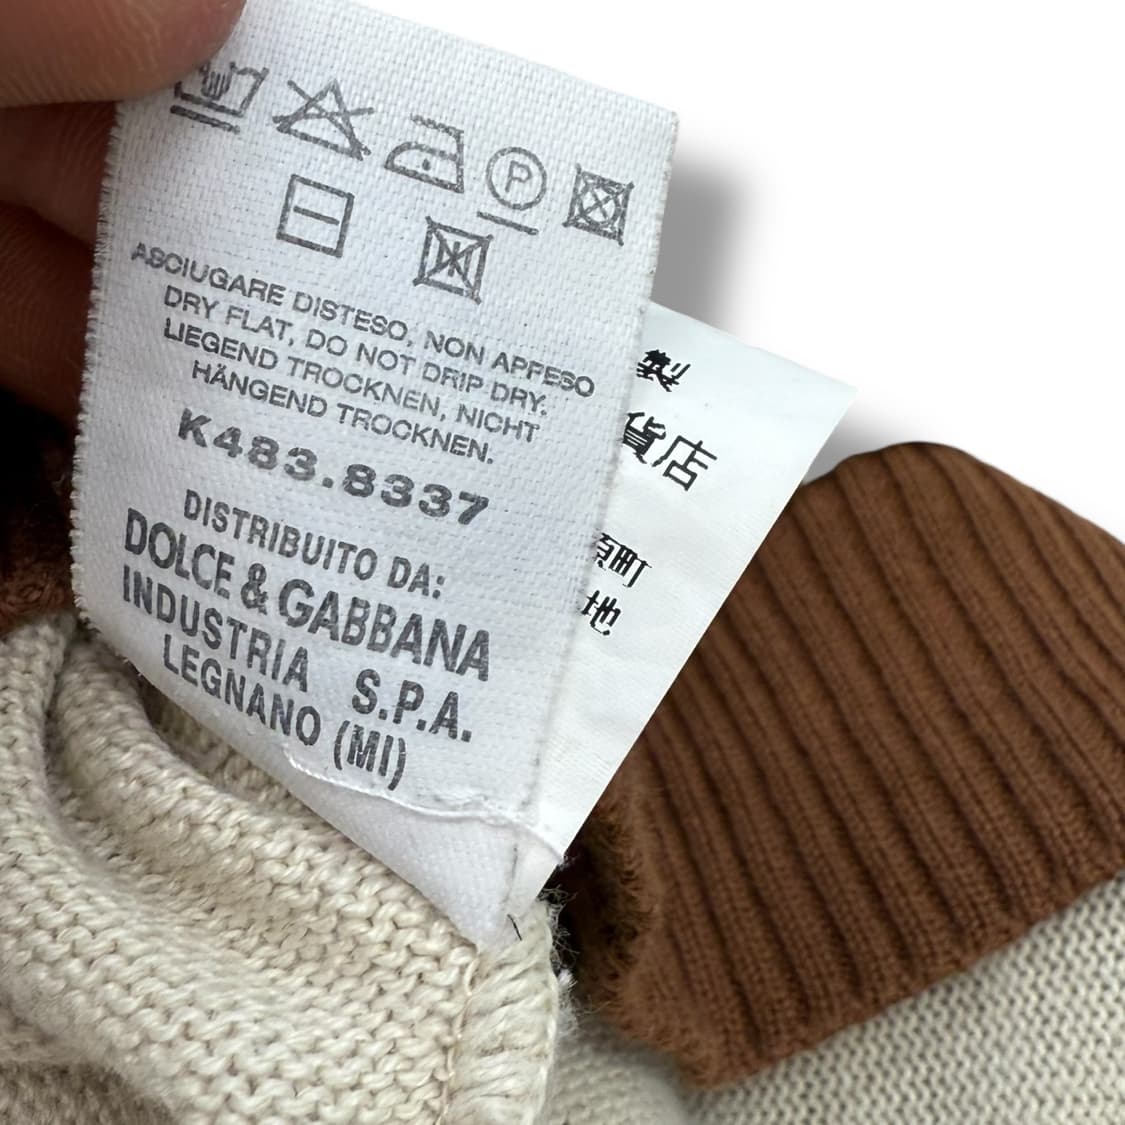 P
ASCIUGARE DISTESO, NON APPESO
DRY FLAT, DO NOT DRIP DRY.
LIEGEND TROCKNEN, NICHT
HÄNGEND TROCKNEN.
K483.8337
DISTRIBUITO DA:
DOLCE & GABBANA
INDUSTRIA S.P.A.
LEGNANO (MI)
製
貨店
町
地